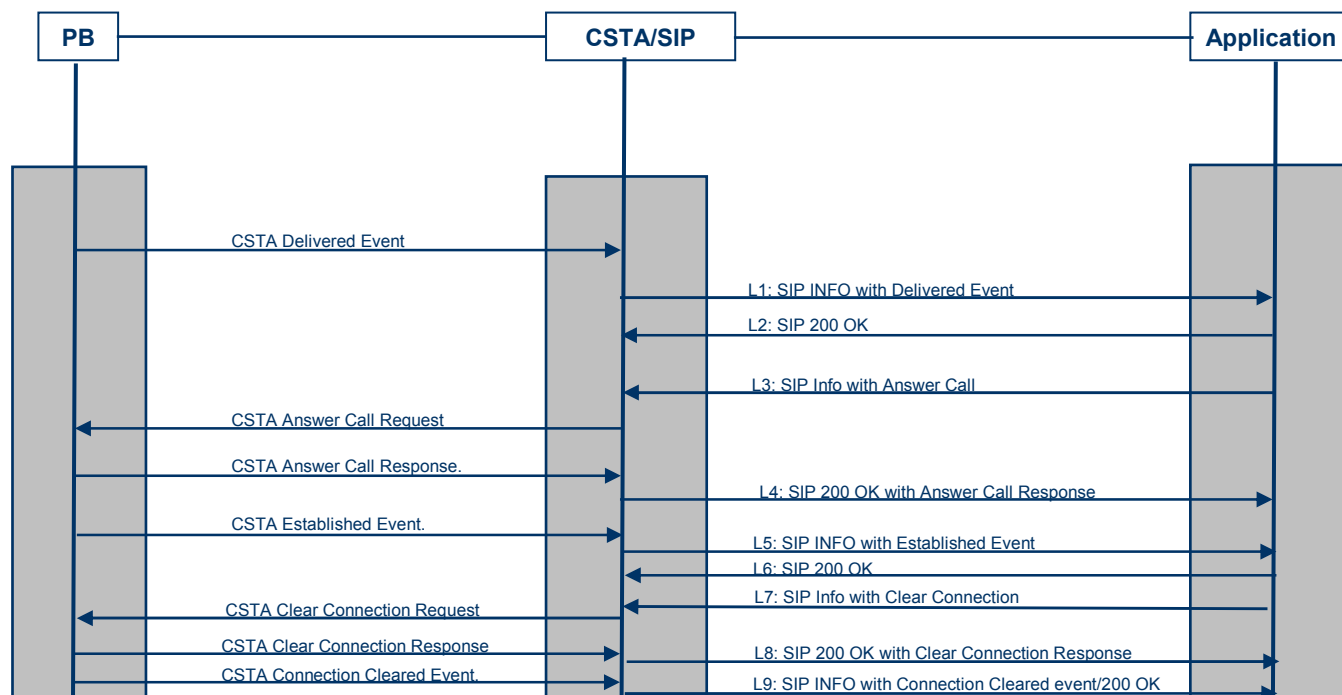 PB
CSTA/SIP
Application
CSTA Delivered Event
L1: SIP INFO with Delivered Event
L2: SIP 200 OK
L3: SIP Info with Answer Call
CSTA Answer Call Request
CSTA Answer Call Response.
L4: SIP 200 OK with Answer Call Response
CSTA Established Event.
L5: SIP INFO with Established Event
L6: SIP 200 OK
L7: SIP Info with Clear Connection
CSTA Clear Connection Request
CSTA Clear Connection Response
L8: SIP 200 OK with Clear Connection Response
CSTA Connection Cleared Event.
L9: SIP INFO with Connection Cleared event/200 OK